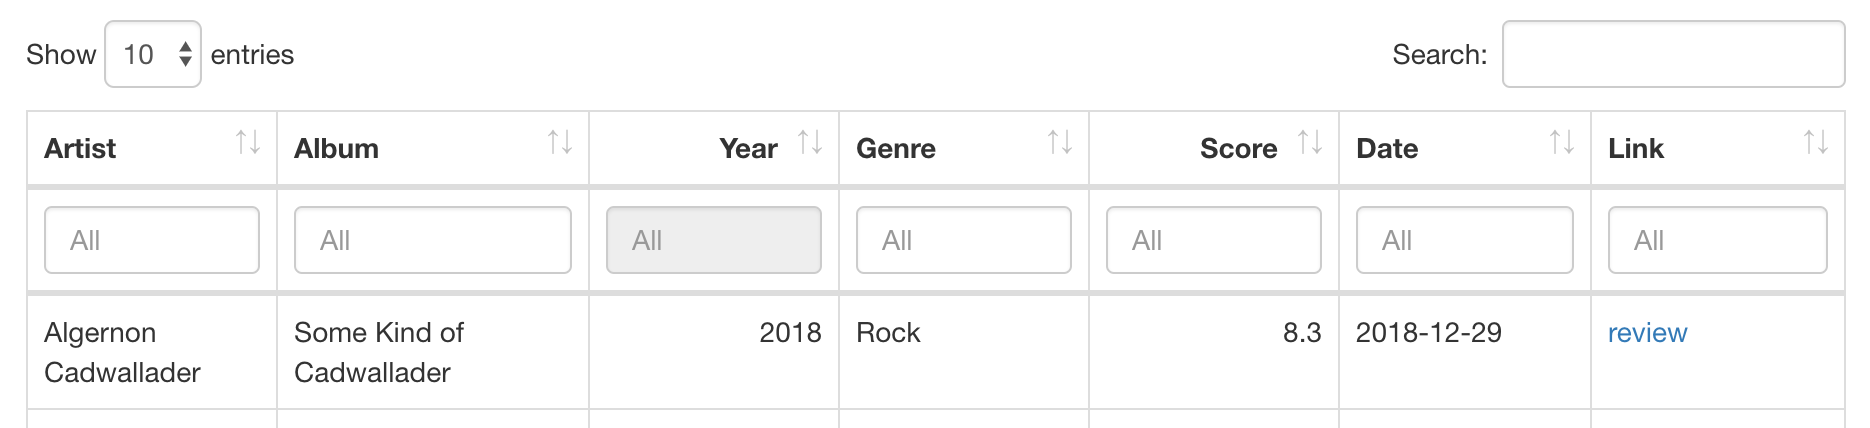 Show 10 entries Search:
Artist Album Year Genre Score Date Link
All All All All All All All
Algernon Some Kind of 2018 Rock 8.3 2018-12-29 review
Cadwallader Cadwallader